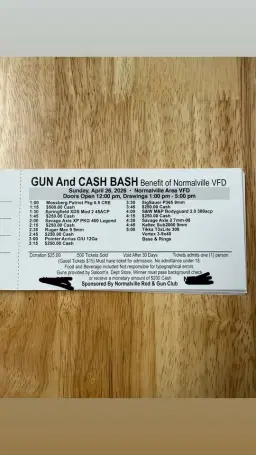 GUN And CASH BASH Benefit of Normalville VFD
Sunday, April 26, 2026 - Normalville Area VFD
Doors Open 12:00 pm, Drawings 1:00 pm - 5:00 pm
1:00 Mossberg Patriot Pkg 6.5 CRE
1:15 $500.00 Cash
1:30 Springfield XDS Mod 2 45ACP
1:45 $250.00 Cash
2:00 Savage Axis XP PKG 400 Legend
2:15 $250.00 Cash
2:30 Ruger Max 9 9mm
2:45 $250.00 Cash
3:00 Pointer Acrius O/U 12Ga
3:15 $250.00 Cash
3:30 SigSauer P365 9mm
3:45 $250.00 Cash
4:00 S&W M&P Bodyguard 2.0 380acp
4:15 $250.00 Cash
4:30 Savage Axis 2 7mm-08
4:45 Keltec Sub2000 9mm
5:00 Tikka T3xLite 308
Vortex 3-9x40
Base & Rings
Donation $25.00 500 Tickets Sold Void After 30 Days Tickets admits one (1) person
(Guest Tickets $15) Must have ticket for admission. No admittance under 18
Food and Beverage included Not responsible for typographical errors
Guns provided by Sabom's Dept Store, Winner must pass background check
or receive a monetary amount of $200 Cash
Sponsored By Normalville Rod & Gun Club